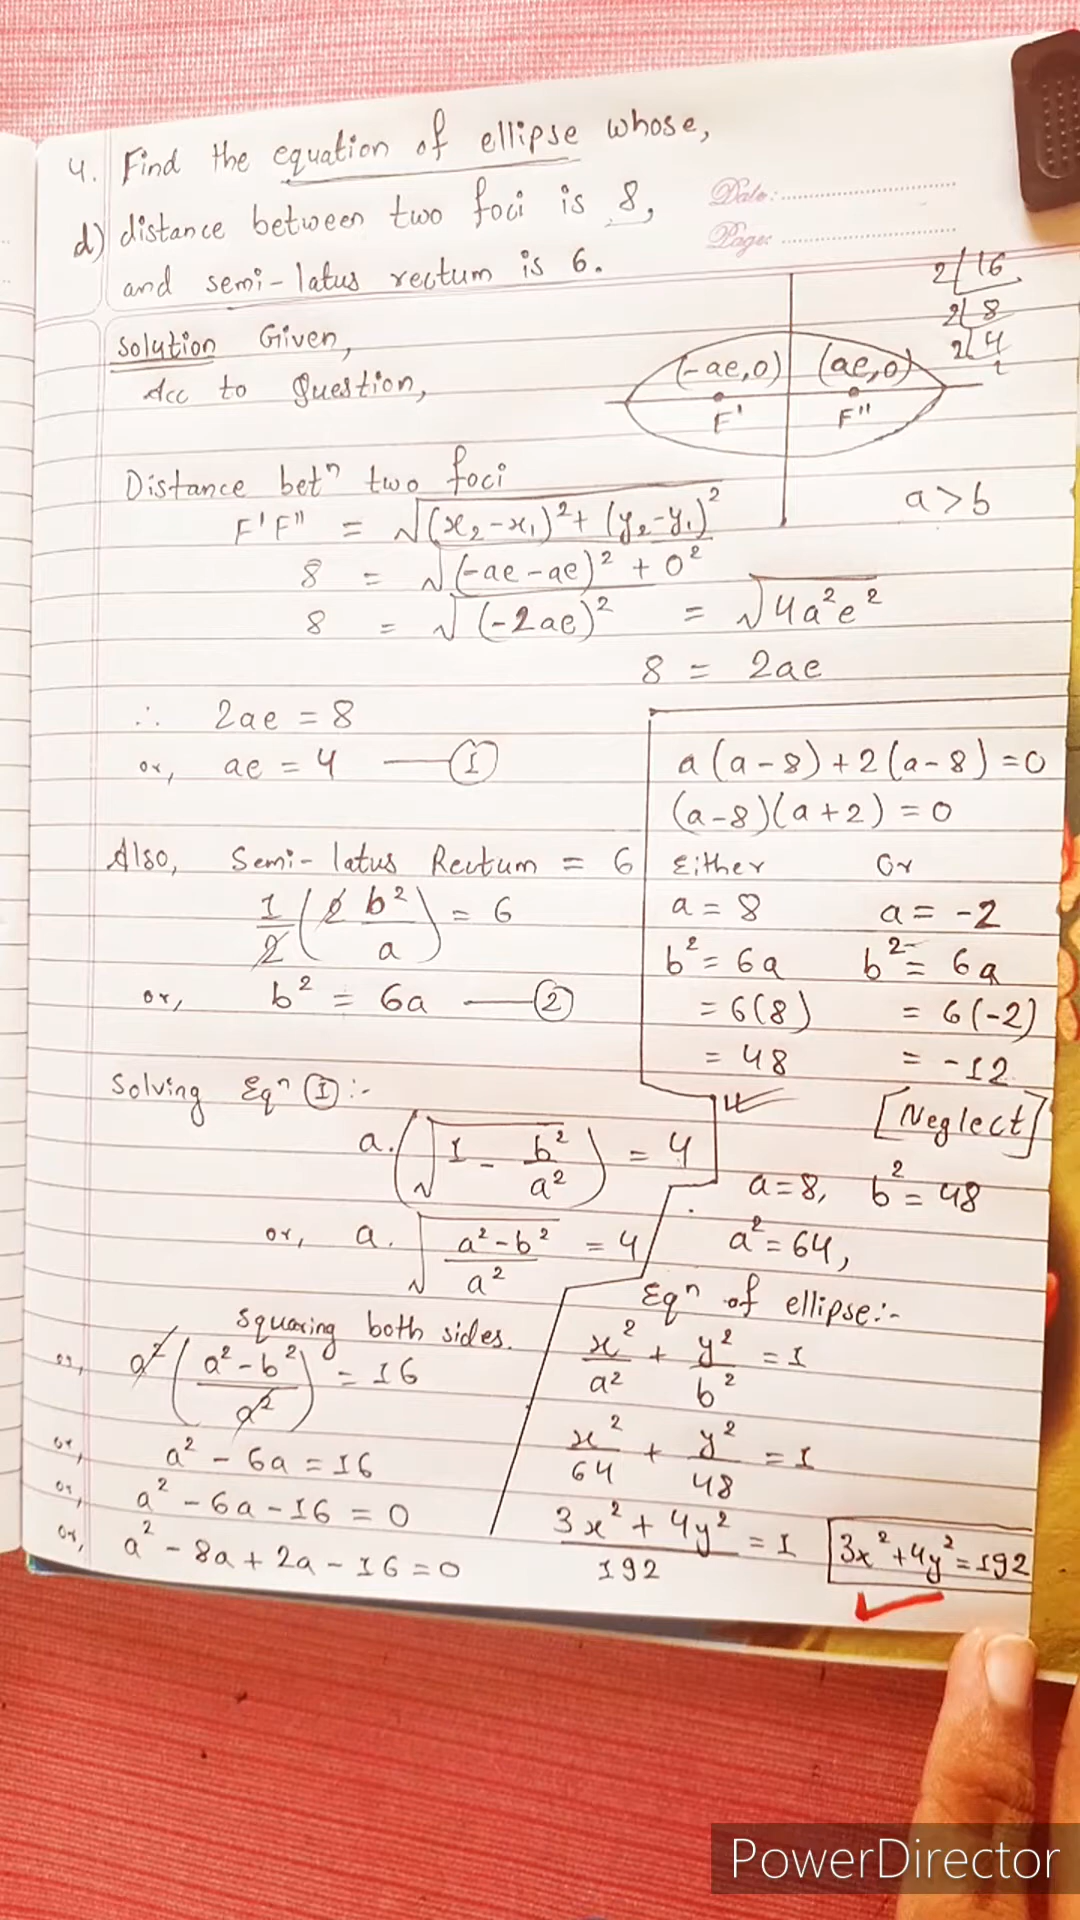 4. Find the equation of ellipse whose,
d) distance between two foci is 8,
and semi-latus rectum is 6.
Date:
Page:
2 16
2 8
2 4
(-ae,0) (ae,0)
F' F"
a>b
Solution Given,
Acc to Question,
Distance betⁿ two foci
F'F" = √(x₂-x₁)²+(y₂-y₁)²
8 = √(-ae-ae)² + 0²
8 = √(-2ae)² = √4a²e²
8 = 2ae
∴ 2ae = 8
or, ae = 4 —— ①
Also, Semi-latus Rectum = 6
1/2 (2b²/a) = 6
or, b² = 6a —— ②
Solving Eqⁿ ①:-
a.(√1 - b²/a²) = 4
or, a. √a²-b²/a² = 4
squaring both sides.
or, a²(a²-b²/a²) = 16
or, a² - 6a = 16
or, a² - 6a - 16 = 0
or, a² - 8a + 2a - 16 = 0
a(a-8)+2(a-8)=0
(a-8)(a+2) = 0
Either Or
a = 8 a = -2
b² = 6a b² = 6a
= 6(8) = 6(-2)
= 48 = -12
[Neglect]
a=8, b² = 48
a² = 64,
Eqⁿ of ellipse:-
x²/a² + y²/b² = 1
x²/64 + y²/48 = 1
3x² + 4y²/192 = 1 3x²+4y²=192
PowerDirector